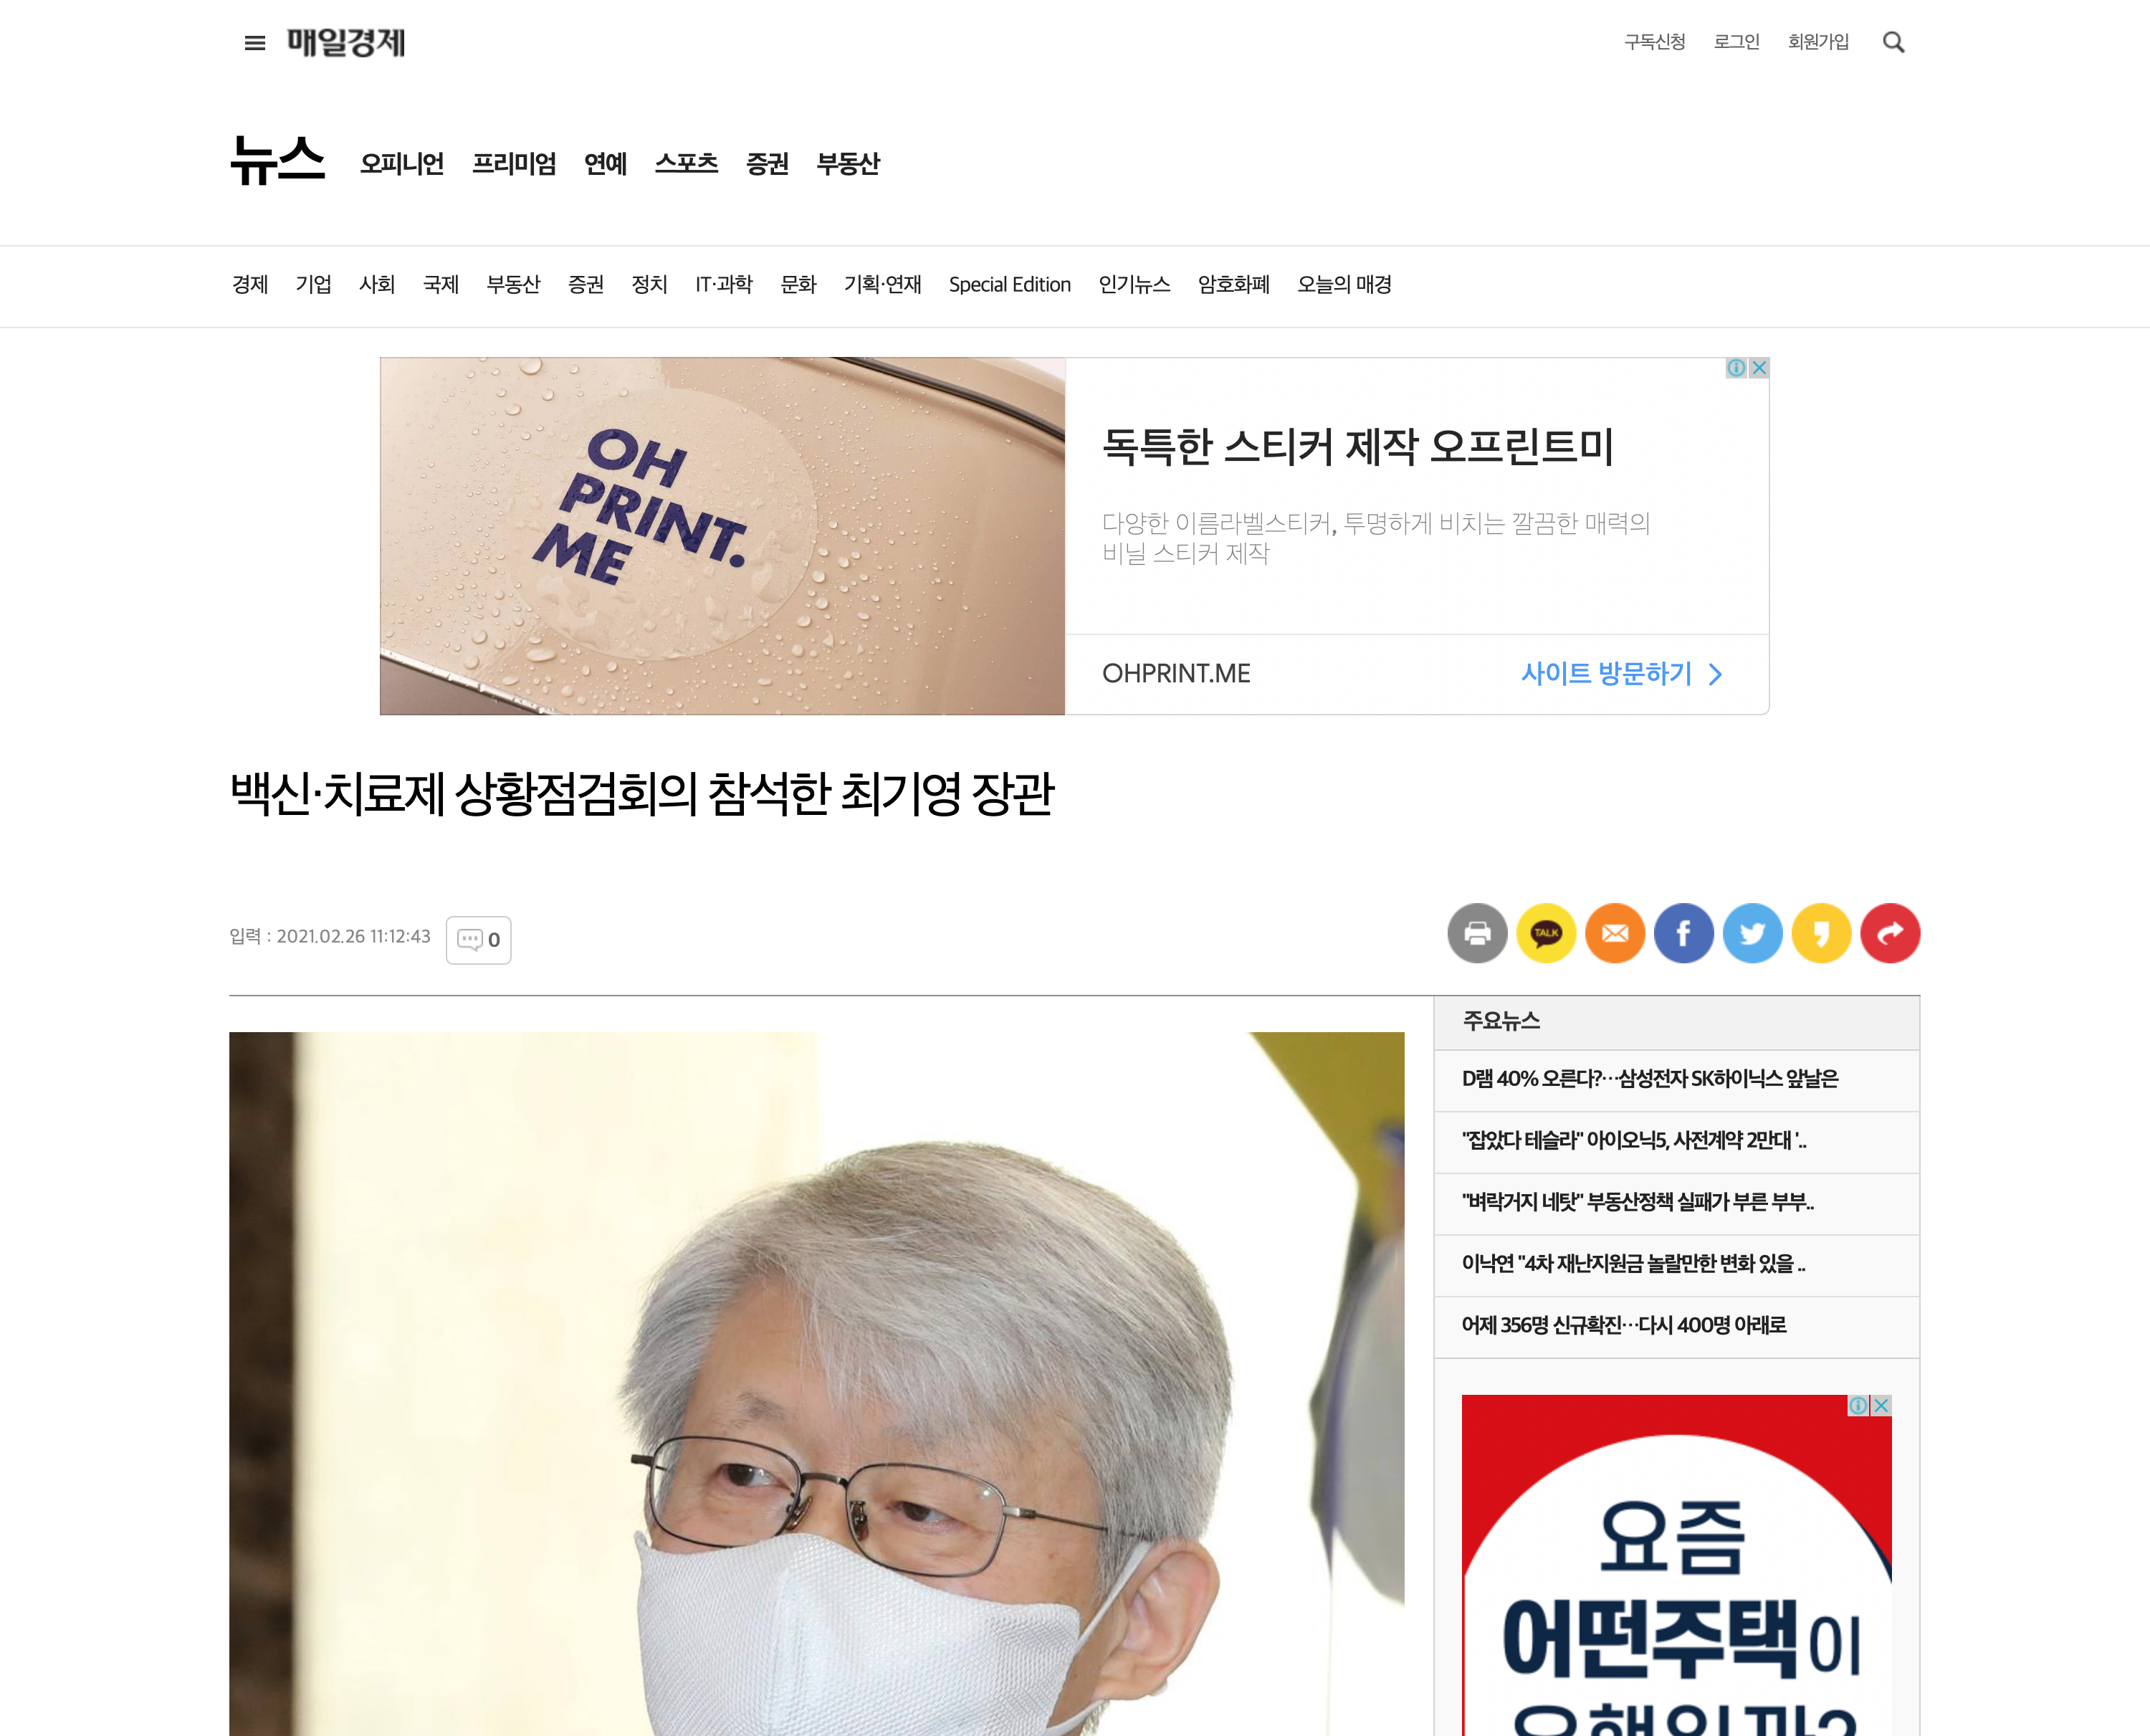 매일경제
구독신청 로그인 회원가입
뉴스 오피니언 프리미엄 연예 스포츠 증권 부동산
경제 기업 사회 국제 부동산 증권 정치 IT·과학 문화 기획·연재 Special Edition 인기뉴스 암호화폐 오늘의 매경
OH
PRINT.
ME
독특한 스티커 제작 오프린트미
다양한 이름라벨스티커, 투명하게 비치는 깔끔한 매력의
비닐 스티커 제작
OHPRINT.ME 사이트 방문하기
백신·치료제 상황점검회의 참석한 최기영 장관
입력 : 2021.02.26 11:12:43 0
TALK
주요뉴스
D램 40% 오른다?…삼성전자 SK하이닉스 앞날은
"잡았다 테슬라" 아이오닉5, 사전계약 2만대 '..
"벼락거지 네탓" 부동산정책 실패가 부른 부부..
이낙연 "4차 재난지원금 놀랄만한 변화 있을 ..
어제 356명 신규확진…다시 400명 아래로
요즘
어떤주택이
유행일까?